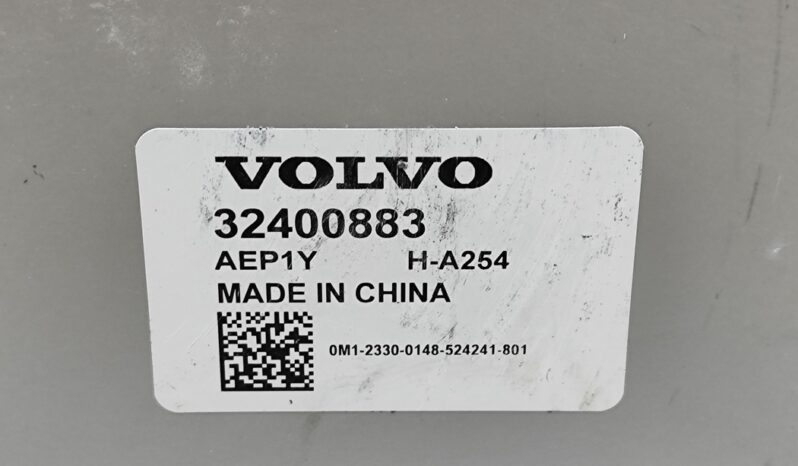 VOLVO
32400883
AEP1Y H-A254
MADE IN CHINA
0M1-2330-0148-524241-801